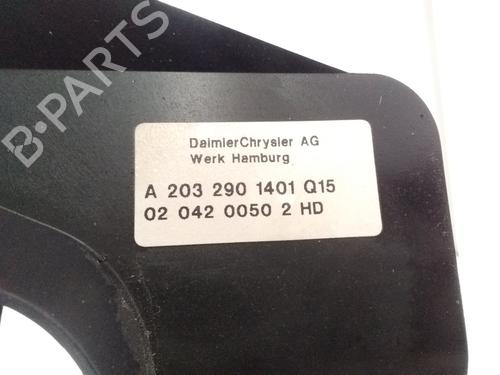 DaimlerChrysler AG
Werk Hamburg
A 203 290 1401 Q15
02 042 0050 2 HD
B-PARTS